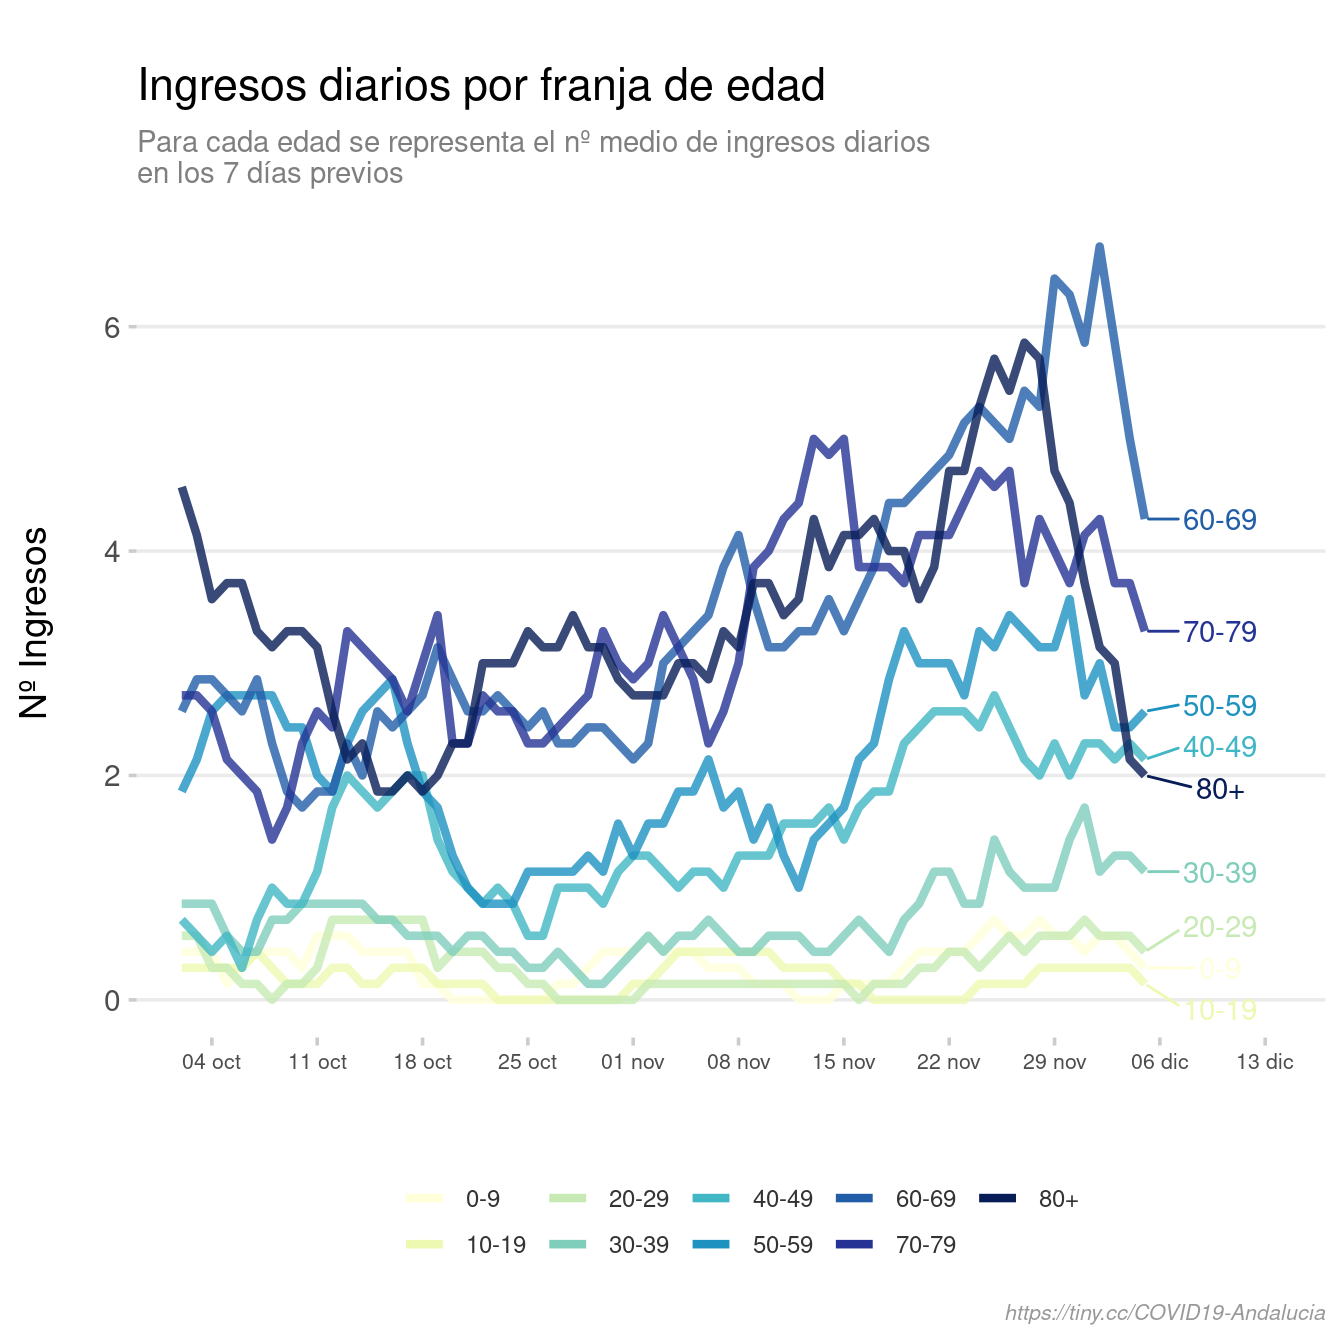 Ingresos diarios por franja de edad
Para cada edad se representa el nº medio de ingresos diarios
en los 7 días previos
Nº Ingresos
6
4
2
0
60-69
70-79
50-59
40-49
80+
30-39
20-29
0-9
10-19
04 oct 11 oct 18 oct 25 oct 01 nov 08 nov 15 nov 22 nov 29 nov 06 dic 13 dic
0-9 20-29 40-49 60-69 80+
10-19 30-39 50-59 70-79
https://tiny.cc/COVID19-Andalucia